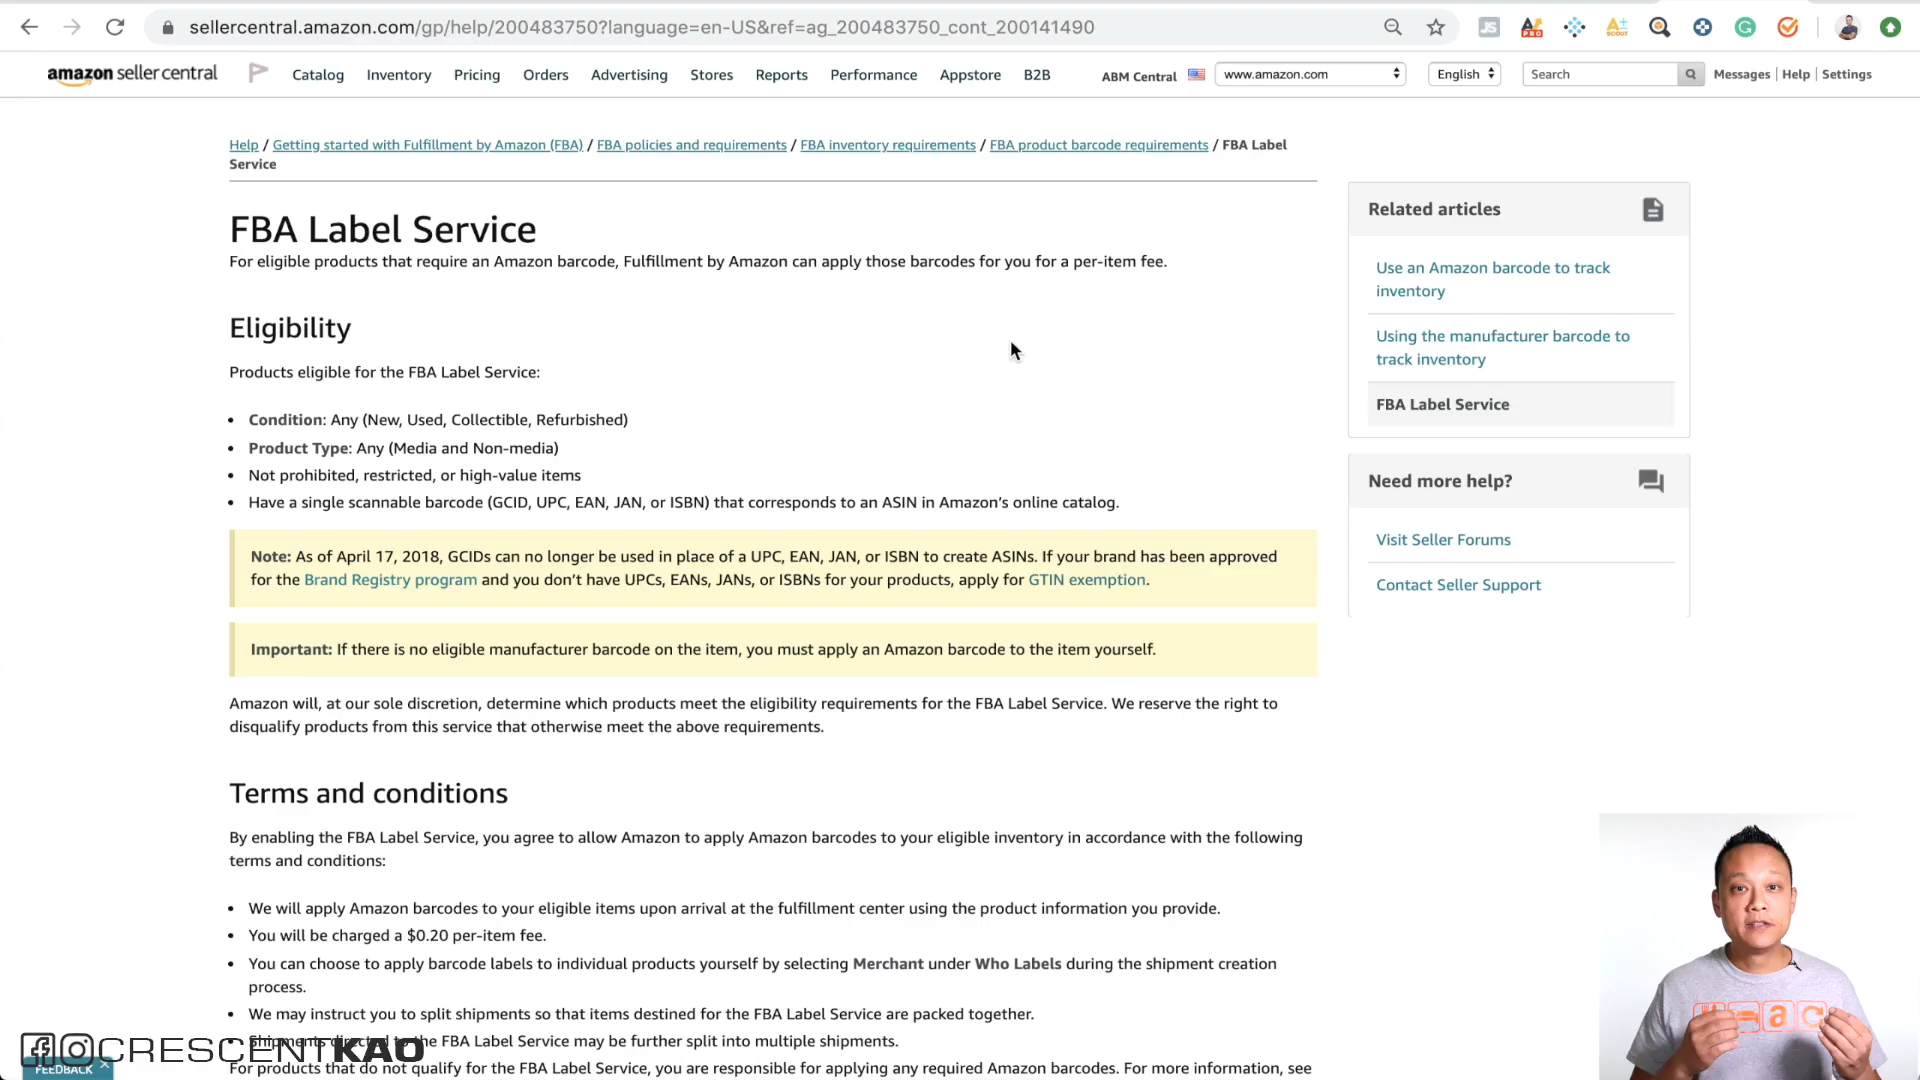 sellercentral.amazon.com/gp/help/200483750?language=en-US&ref=ag_200483750_cont_200141490
amazon seller central Catalog Inventory Pricing Orders Advertising Stores Reports Performance Appstore B2B ABM Central www.amazon.com English Search Messages | Help | Settings
Help / Getting started with Fulfillment by Amazon (FBA) / FBA policies and requirements / FBA inventory requirements / FBA product barcode requirements / FBA Label
Service
FBA Label Service
For eligible products that require an Amazon barcode, Fulfillment by Amazon can apply those barcodes for you for a per-item fee.
Eligibility
Products eligible for the FBA Label Service:
• Condition: Any (New, Used, Collectible, Refurbished)
• Product Type: Any (Media and Non-media)
• Not prohibited, restricted, or high-value items
• Have a single scannable barcode (GCID, UPC, EAN, JAN, or ISBN) that corresponds to an ASIN in Amazon's online catalog.
Note: As of April 17, 2018, GCIDs can no longer be used in place of a UPC, EAN, JAN, or ISBN to create ASINs. If your brand has been approved
for the Brand Registry program and you don't have UPCs, EANs, JANs, or ISBNs for your products, apply for GTIN exemption.
Important: If there is no eligible manufacturer barcode on the item, you must apply an Amazon barcode to the item yourself.
Amazon will, at our sole discretion, determine which products meet the eligibility requirements for the FBA Label Service. We reserve the right to
disqualify products from this service that otherwise meet the above requirements.
Terms and conditions
By enabling the FBA Label Service, you agree to allow Amazon to apply Amazon barcodes to your eligible inventory in accordance with the following
terms and conditions:
• We will apply Amazon barcodes to your eligible items upon arrival at the fulfillment center using the product information you provide.
• You will be charged a $0.20 per-item fee.
• You can choose to apply barcode labels to individual products yourself by selecting Merchant under Who Labels during the shipment creation
process.
• We may instruct you to split shipments so that items destined for the FBA Label Service are packed together.
• Shipments directed to the FBA Label Service may be further split into multiple shipments.
For products that do not qualify for the FBA Label Service, you are responsible for applying any required Amazon barcodes. For more information, see
Related articles
Use an Amazon barcode to track
inventory
Using the manufacturer barcode to
track inventory
FBA Label Service
Need more help?
Visit Seller Forums
Contact Seller Support
CRESCENTKAO
FEEDBACK